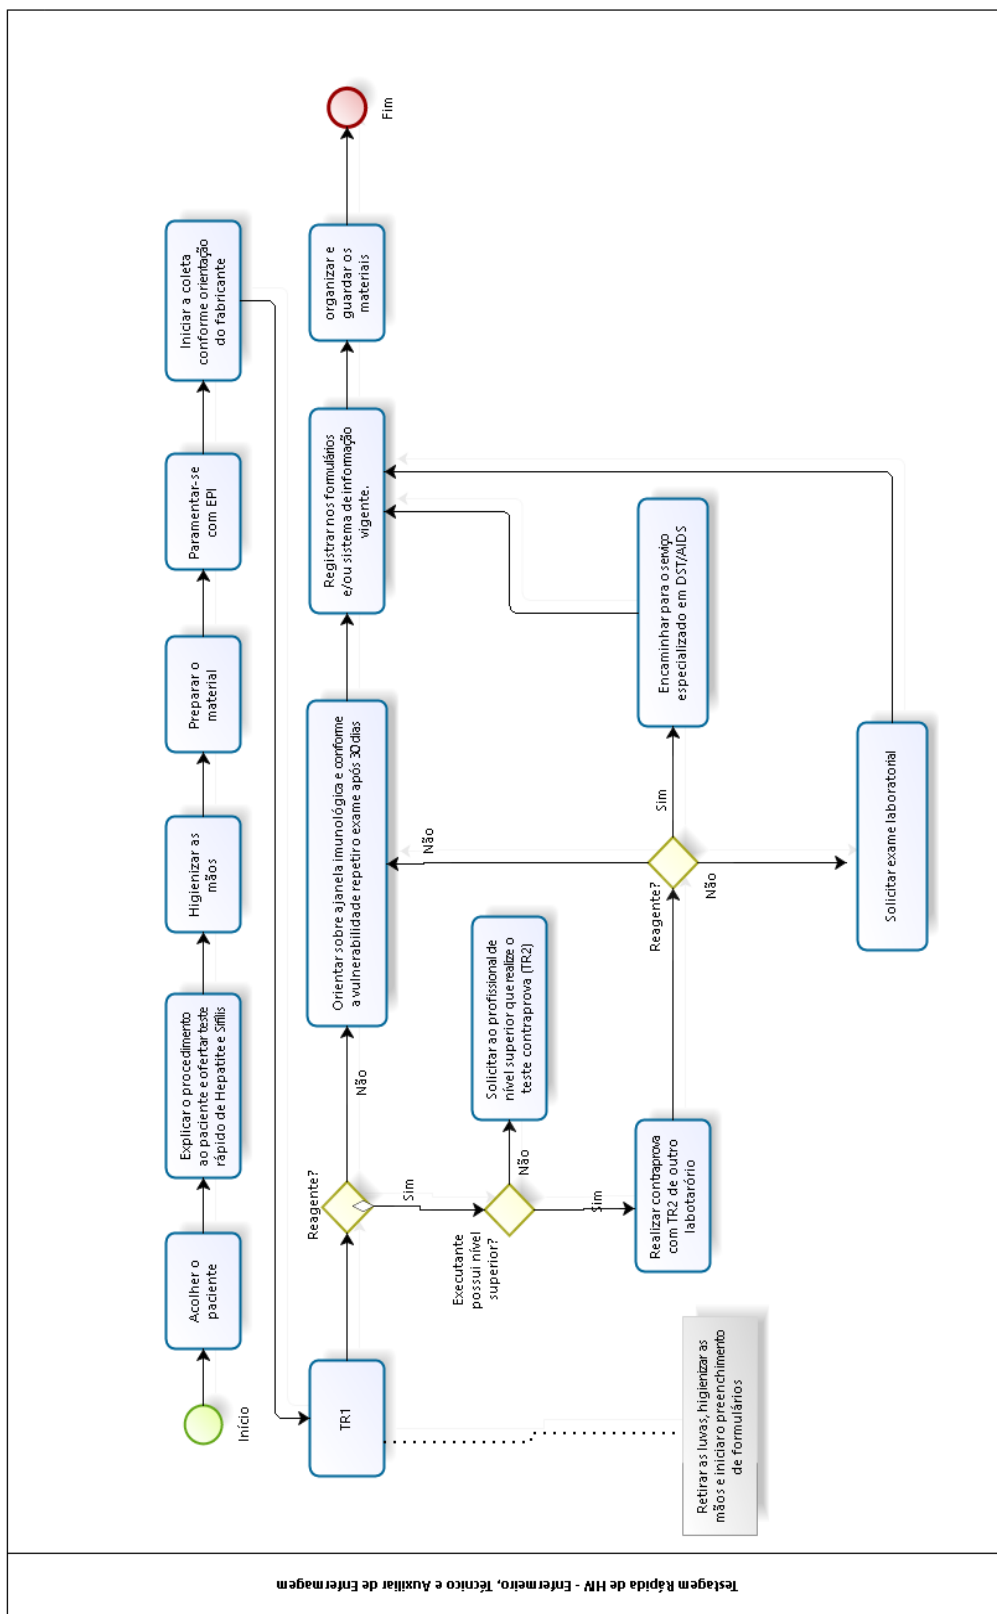 Testagem Rápida de HIV - Enfermeiro, Técnico e Auxiliar de Enfermagem
Início
Acolher o
paciente
Explicar o procedimento
ao paciente e ofertar teste
rápido de Hepatite e Sífilis
Higienizar as
mãos
Preparar o
material
Paramentar-se
com EPI
Iniciar a coleta
conforme orientação
do fabricante
TR1
Reagente?
Não
Orientar sobre a janela imunológica e conforme
a vulnerabilidade repetir o exame após 30 dias
Registrar nos formulários
e/ou sistema de informação
vigente.
organizar e
guardar os
materiais
Fim
Sim
Executante
possui nível
superior?
Não
Solicitar ao profissional de
nível superior que realize o
teste contraprova (TR2)
Sim
Realizar contraprova
com TR2 de outro
labotarório
Reagente?
Não
Sim
Encaminhar para o serviço
especializado em DST/AIDS
Não
Solicitar exame laboratorial
Retirar as luvas, higienizar as
mãos e iniciar o preenchimento
de formulários